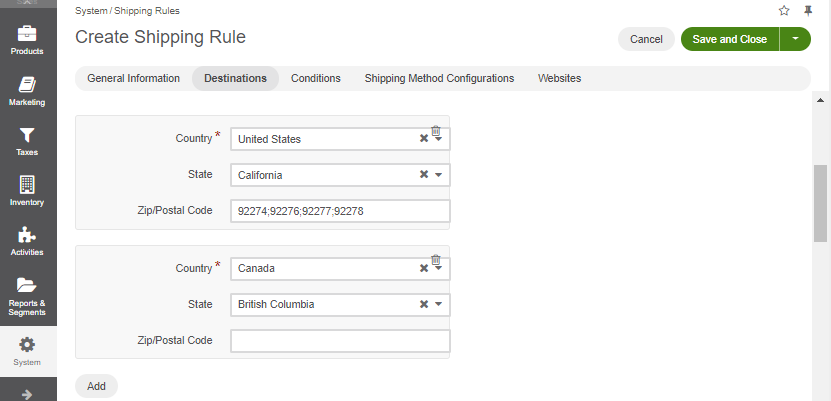 System / Shipping Rules
Create Shipping Rule
Cancel
Save and Close
General Information Destinations Conditions Shipping Method Configurations Websites
Products
Marketing
Taxes
Inventory
Activities
Reports &
Segments
System
Country * United States
State California
Zip/Postal Code 92274;92276;92277;92278
Country * Canada
State British Columbia
Zip/Postal Code
Add